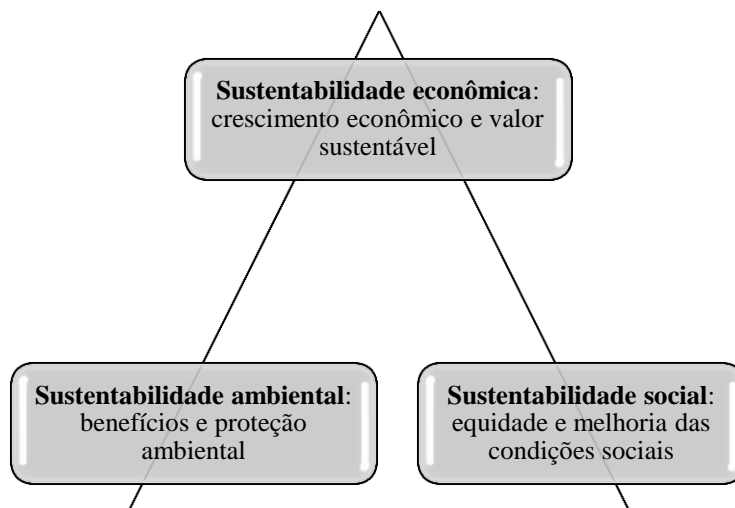 Sustentabilidade econômica:
crescimento econômico e valor
sustentável
Sustentabilidade ambiental:
benefícios e proteção
ambiental
Sustentabilidade social:
equidade e melhoria das
condições sociais